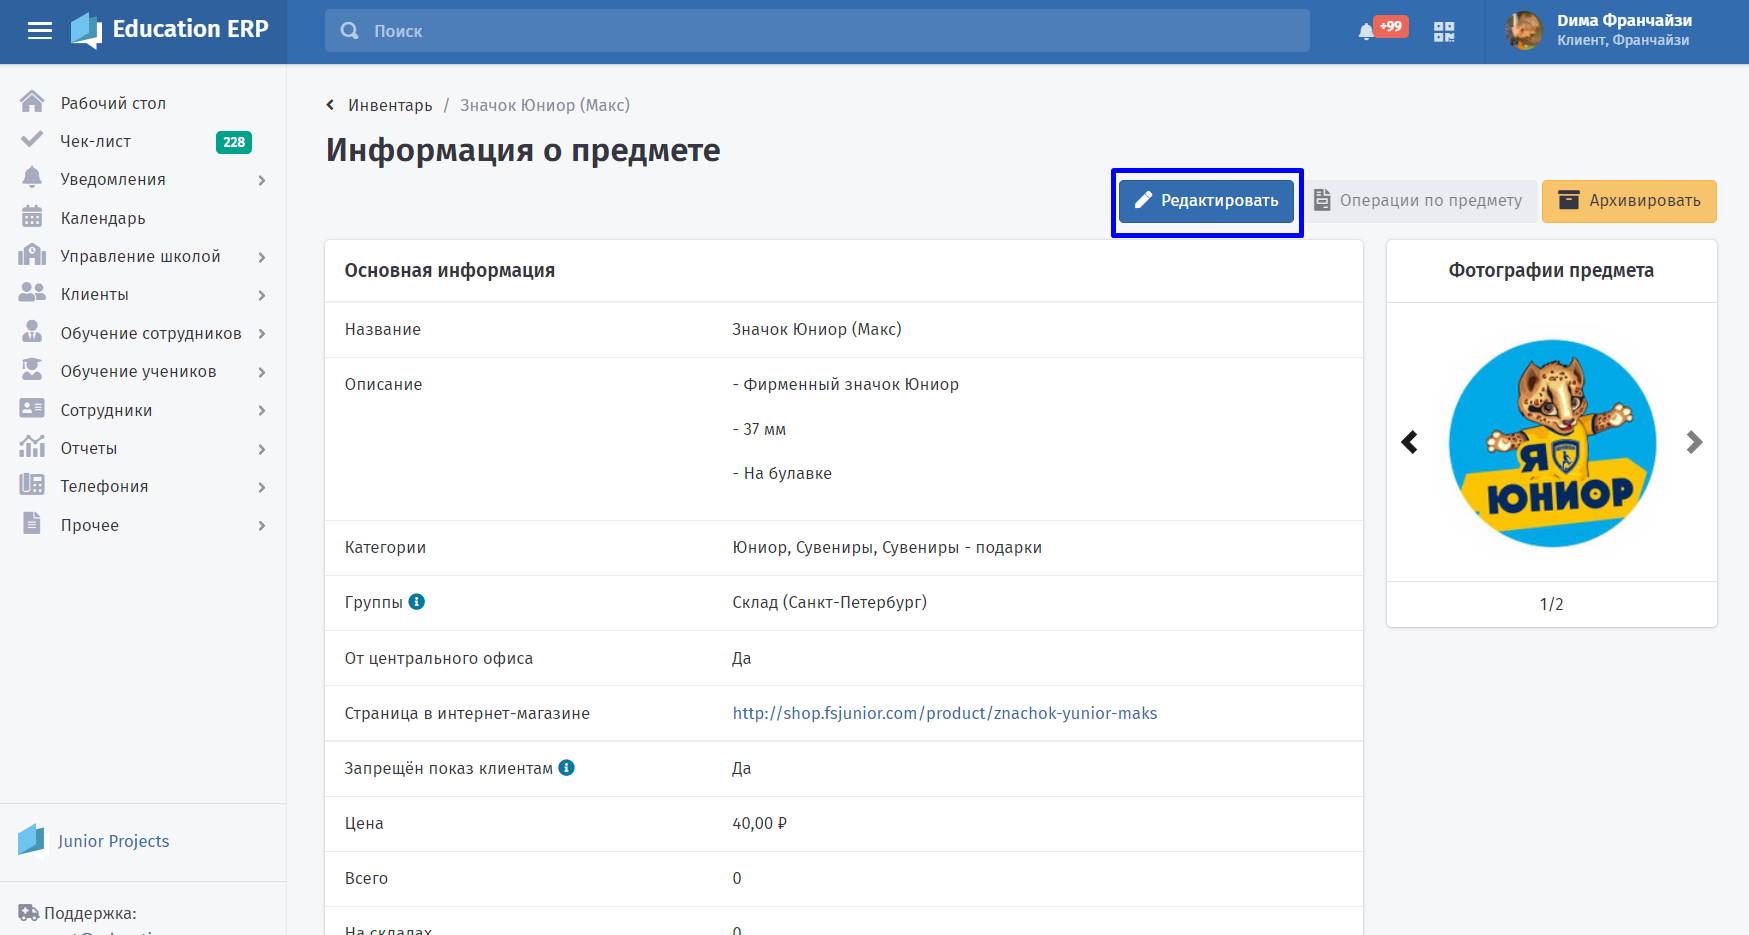 Education ERP
Поиск
+99
Dима Франчайзи
Клиент, Франчайзи
Рабочий стол
Чек-лист
228
Уведомления
Календарь
Управление школой
Клиенты
Обучение сотрудников
Обучение учеников
Сотрудники
Отчеты
Телефония
Прочее
Junior Projects
Поддержка:
Инвентарь / Значок Юниор (Макс)
Информация о предмете
Редактировать
Операции по предмету
Архивировать
Основная информация
Название Значок Юниор (Макс)
Описание - Фирменный значок Юниор
- 37 мм
- На булавке
Категории Юниор, Сувениры, Сувениры - подарки
Группы Склад (Санкт-Петербург)
От центрального офиса Да
Страница в интернет-магазине http://shop.fsjunior.com/product/znachok-yunior-maks
Запрещён показ клиентам Да
Цена 40,00 ₽
Всего 0
На складах 0
Фотографии предмета
Я
ЮНИОР
1/2